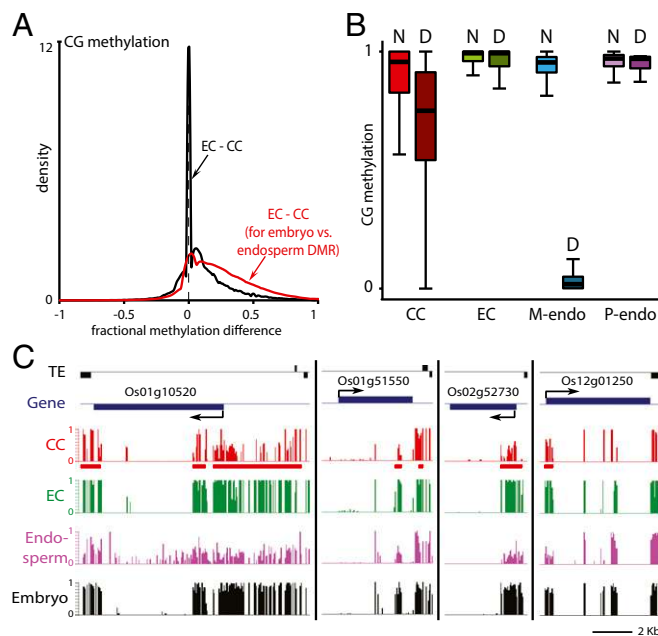 A
CG methylation
12
density
0
EC - CC
EC - CC
(for embryo vs.
endosperm DMR)
-1 -0.5 0 0.5 1
fractional methylation difference
B
CG methylation
1
0
N D N D N D N D
CC EC M-endo P-endo
C
TE
Gene
Os01g10520 Os01g51550 Os02g52730 Os12g01250
CC
1
0
EC
1
0
Endo-
sperm
1
0
Embryo
1
0
2 Kb